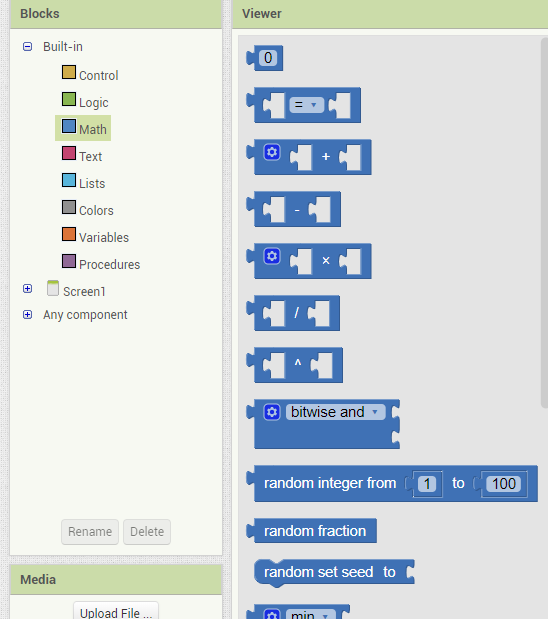 Blocks
Built-in
Control
Logic
Math
Text
Lists
Colors
Variables
Procedures
Screen1
Any component
Rename Delete
Media
Upload File ...
Viewer
0
=
+
-
×
/
^
bitwise and
random integer from 1 to 100
random fraction
random set seed to
min